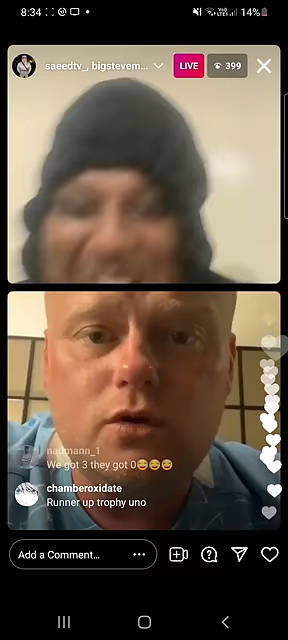 8:34
14%
saeedtv_, bigstevem...
LIVE
399
naumann_1
We got 3 they got 0😅😅😅
chamberoxidate
Runner up trophy uno
Add a Comment...